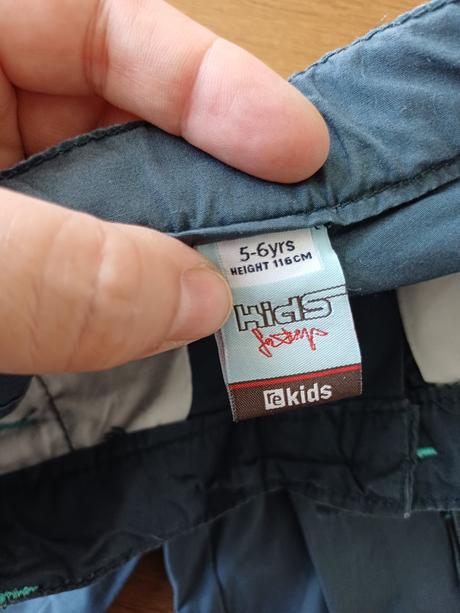 5-6yrs
HEIGHT 116CM
Kids
re kids